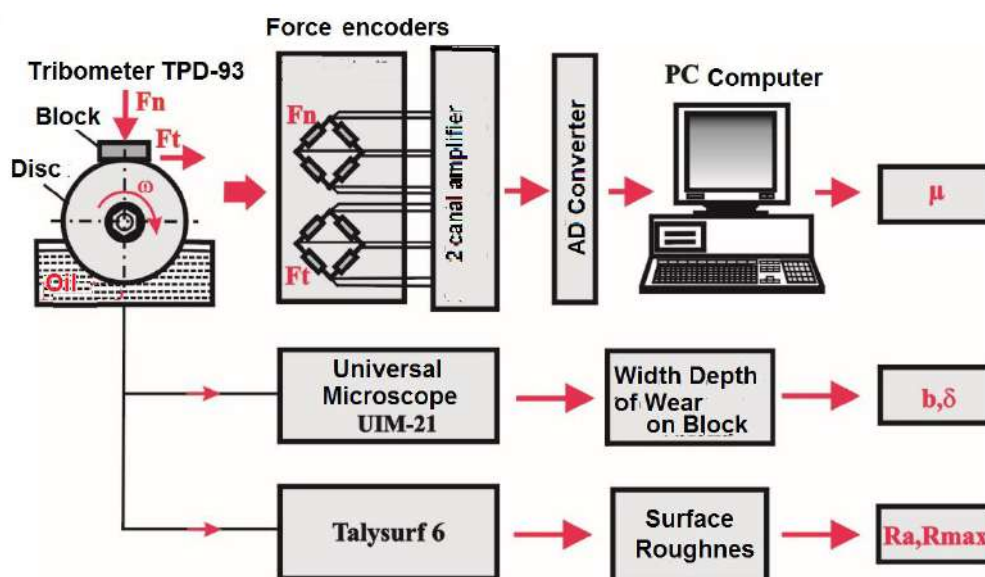 Force encoders
Tribometer TPD-93
Fn
Block
Ft
Disc
ω
Oil
Fn
Ft
2 canal amplifier
AD Converter
PC Computer
μ
Universal
Microscope
UIM-21
Width Depth
of Wear
on Block
b,δ
Talysurf 6
Surface
Roughnes
Ra,Rmax